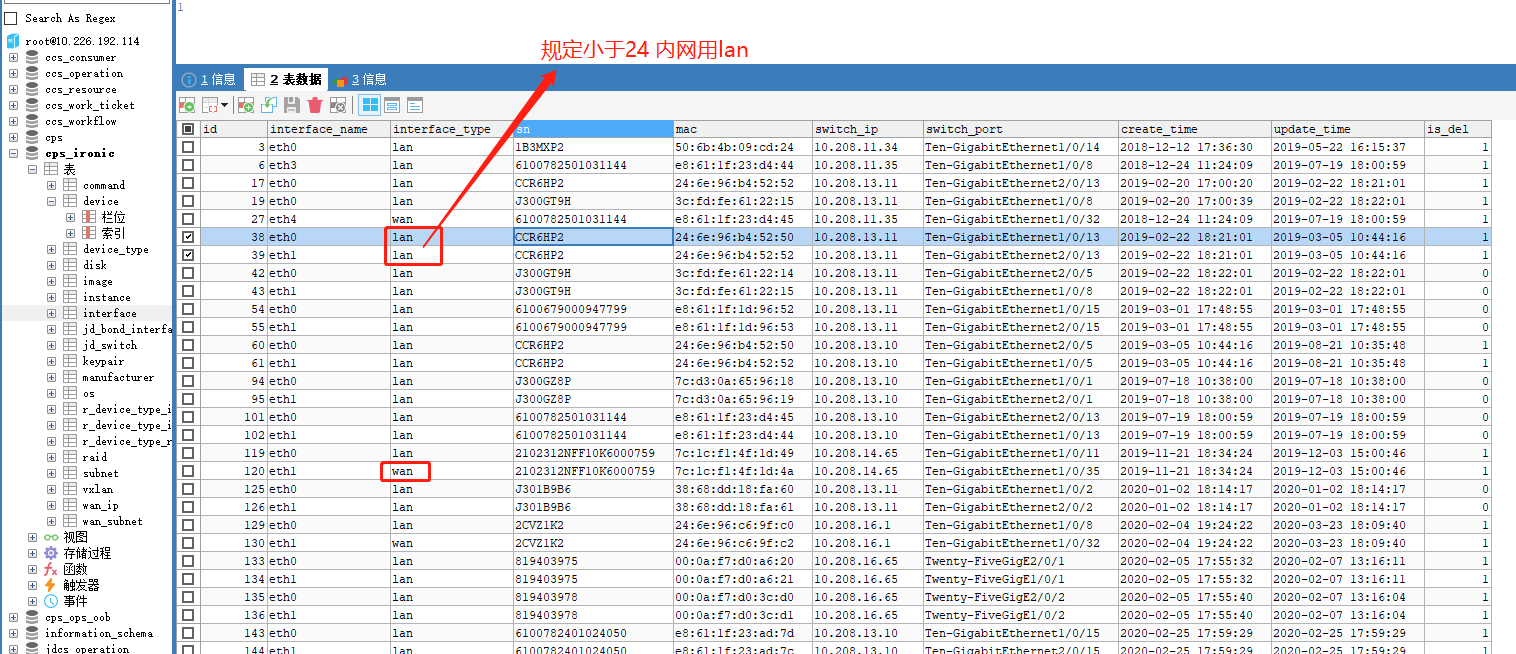 1
Search As Regex
root@10.226.192.114
ccs_consumer
ccs_operation
ccs_resource
ccs_work_ticket
ccs_workflow
cps
cps_ironic
表
command
device
栏位
索引
device_type
disk
image
instance
interface
jd_bond_interfa
jd_switch
keypair
manufacturer
os
r_device_type_i
r_device_type_i
r_device_type_r
raid
subnet
vxlan
wan_ip
wan_subnet
视图
存储过程
函数
触发器
事件
cps_ops_oob
information_schema
jdcs_operation
规定小于24 内网用lan
1 信息 2 表数据 3 信息
id interface_name interface_type sn mac switch_ip switch_port create_time update_time is_del
3 eth0 lan 1B3MXP2 50:6b:4b:09:cd:24 10.208.11.34 Ten-GigabitEthernet1/0/14 2018-12-12 17:36:30 2019-05-22 16:15:37 1
6 eth3 lan 6100782501031144 e8:61:1f:23:d4:44 10.208.11.35 Ten-GigabitEthernet1/0/8 2018-12-24 11:24:09 2019-07-19 18:00:59 1
17 eth0 lan CCR6HP2 24:6e:96:b4:52:52 10.208.13.11 Ten-GigabitEthernet2/0/13 2019-02-20 17:00:20 2019-02-22 18:21:01 1
19 eth0 lan J300GT9H 3c:fd:fe:61:22:15 10.208.13.11 Ten-GigabitEthernet1/0/8 2019-02-20 17:00:39 2019-02-22 18:22:01 1
27 eth4 wan 6100782501031144 e8:61:1f:23:d4:45 10.208.11.35 Ten-GigabitEthernet1/0/32 2018-12-24 11:24:09 2019-07-19 18:00:59 1
38 eth0 lan CCR6HP2 24:6e:96:b4:52:50 10.208.13.11 Ten-GigabitEthernet1/0/13 2019-02-22 18:21:01 2019-03-05 10:44:16 1
39 eth1 lan CCR6HP2 24:6e:96:b4:52:52 10.208.13.11 Ten-GigabitEthernet2/0/13 2019-02-22 18:21:01 2019-03-05 10:44:16 1
42 eth0 lan J300GT9H 3c:fd:fe:61:22:14 10.208.13.11 Ten-GigabitEthernet2/0/5 2019-02-22 18:22:01 2019-02-22 18:22:01 0
43 eth1 lan J300GT9H 3c:fd:fe:61:22:15 10.208.13.11 Ten-GigabitEthernet1/0/8 2019-02-22 18:22:01 2019-02-22 18:22:01 0
54 eth0 lan 6100679000947799 e8:61:1f:1d:96:52 10.208.13.11 Ten-GigabitEthernet1/0/15 2019-03-01 17:48:55 2019-03-01 17:48:55 0
55 eth1 lan 6100679000947799 e8:61:1f:1d:96:53 10.208.13.11 Ten-GigabitEthernet2/0/15 2019-03-01 17:48:55 2019-03-01 17:48:55 0
60 eth0 lan CCR6HP2 24:6e:96:b4:52:50 10.208.13.10 Ten-GigabitEthernet2/0/5 2019-03-05 10:44:16 2019-08-21 10:35:48 1
61 eth1 lan CCR6HP2 24:6e:96:b4:52:52 10.208.13.10 Ten-GigabitEthernet1/0/5 2019-03-05 10:44:16 2019-08-21 10:35:48 1
94 eth0 lan J300GZ8P 7c:d3:0a:65:96:18 10.208.13.10 Ten-GigabitEthernet1/0/1 2019-07-18 10:38:00 2019-07-18 10:38:00 0
95 eth1 lan J300GZ8P 7c:d3:0a:65:96:19 10.208.13.10 Ten-GigabitEthernet2/0/1 2019-07-18 10:38:00 2019-07-18 10:38:00 0
101 eth0 lan 6100782501031144 e8:61:1f:23:d4:45 10.208.13.10 Ten-GigabitEthernet2/0/13 2019-07-19 18:00:59 2019-07-19 18:00:59 0
102 eth1 lan 6100782501031144 e8:61:1f:23:d4:44 10.208.13.10 Ten-GigabitEthernet1/0/13 2019-07-19 18:00:59 2019-07-19 18:00:59 0
119 eth0 lan 2102312NFF10K6000759 7c:1c:f1:4f:1d:49 10.208.14.65 Ten-GigabitEthernet1/0/11 2019-11-21 18:34:24 2019-12-03 15:00:46 1
120 eth1 wan 2102312NFF10K6000759 7c:1c:f1:4f:1d:4a 10.208.14.65 Ten-GigabitEthernet1/0/35 2019-11-21 18:34:24 2019-12-03 15:00:46 1
125 eth0 lan J301B9B6 38:68:dd:18:fa:60 10.208.13.11 Ten-GigabitEthernet1/0/2 2020-01-02 18:14:17 2020-01-02 18:14:17 0
126 eth1 lan J301B9B6 38:68:dd:18:fa:61 10.208.13.11 Ten-GigabitEthernet2/0/2 2020-01-02 18:14:17 2020-01-02 18:14:17 0
129 eth0 lan 2CVZ1K2 24:6e:96:c6:9f:c0 10.208.16.1 Ten-GigabitEthernet1/0/8 2020-02-04 19:24:22 2020-03-23 18:09:40 1
130 eth1 wan 2CVZ1K2 24:6e:96:c6:9f:c2 10.208.16.1 Ten-GigabitEthernet1/0/32 2020-02-04 19:24:22 2020-03-23 18:09:40 1
133 eth0 lan 819403975 00:0a:f7:d0:a6:20 10.208.16.65 Twenty-FiveGigE2/0/1 2020-02-05 17:55:32 2020-02-07 13:16:11 1
134 eth1 lan 819403975 00:0a:f7:d0:a6:21 10.208.16.65 Twenty-FiveGigE1/0/1 2020-02-05 17:55:32 2020-02-07 13:16:11 1
135 eth0 lan 819403978 00:0a:f7:d0:3c:d0 10.208.16.65 Twenty-FiveGigE2/0/2 2020-02-05 17:55:40 2020-02-07 13:16:04 1
136 eth1 lan 819403978 00:0a:f7:d0:3c:d1 10.208.16.65 Twenty-FiveGigE1/0/2 2020-02-05 17:55:40 2020-02-07 13:16:04 1
143 eth0 lan 6100782401024050 e8:61:1f:23:ad:7d 10.208.13.10 Ten-GigabitEthernet1/0/15 2020-02-25 17:59:29 2020-02-25 17:59:29 1
144 eth1 lan 6100782401024050 e8:61:1f:23:ad:7c 10.208.13.10 Ten-GigabitEthernet2/0/15 2020-02-25 17:59:29 2020-02-25 17:59:29 1